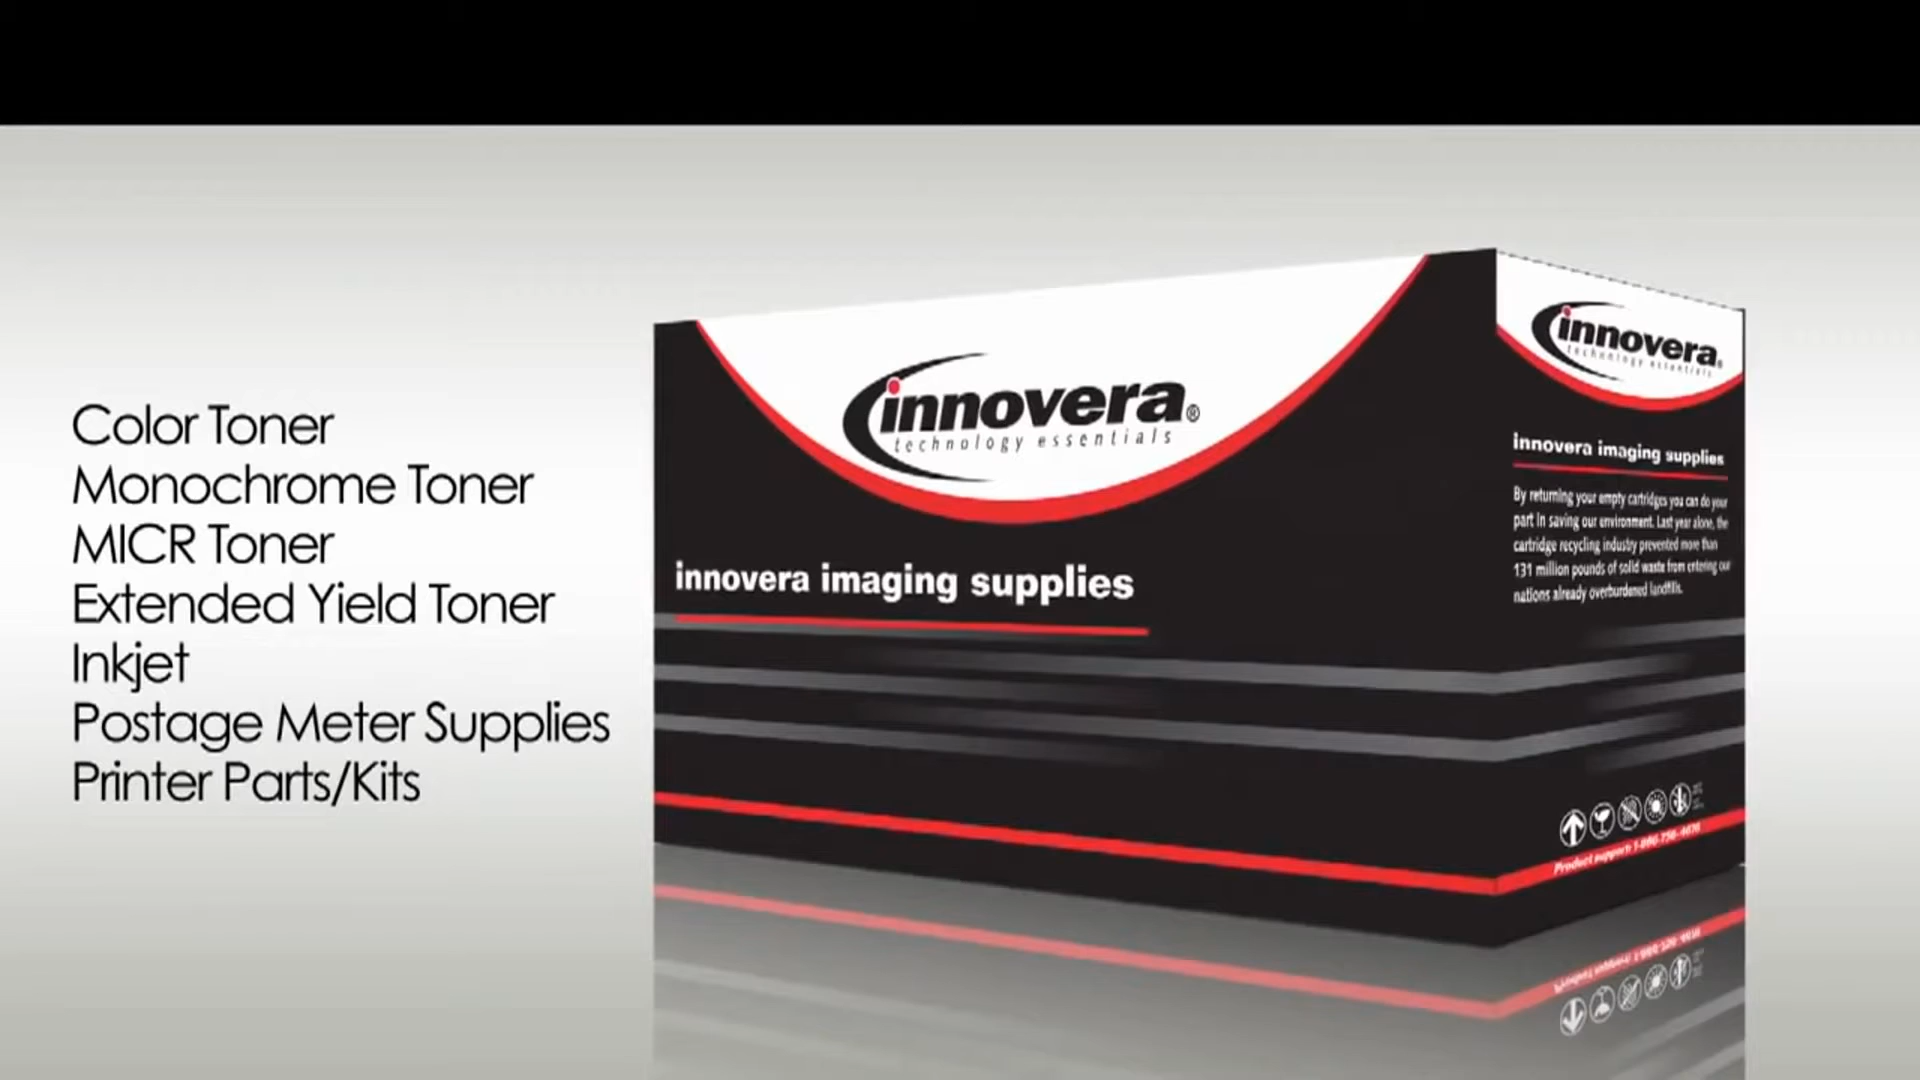 Color Toner
Monochrome Toner
MICR Toner
Extended Yield Toner
Inkjet
Postage Meter Supplies
Printer Parts/Kits
innovera®
technology essentials
innovera imaging supplies
innovera®
technology essentials
innovera imaging supplies
By returning your empty cartridges you can do your
part in saving our environment. Last year alone, the
cartridge recycling industry prevented more than
131 million pounds of solid waste from entering our
nations already overburdened landfills.
Product support: